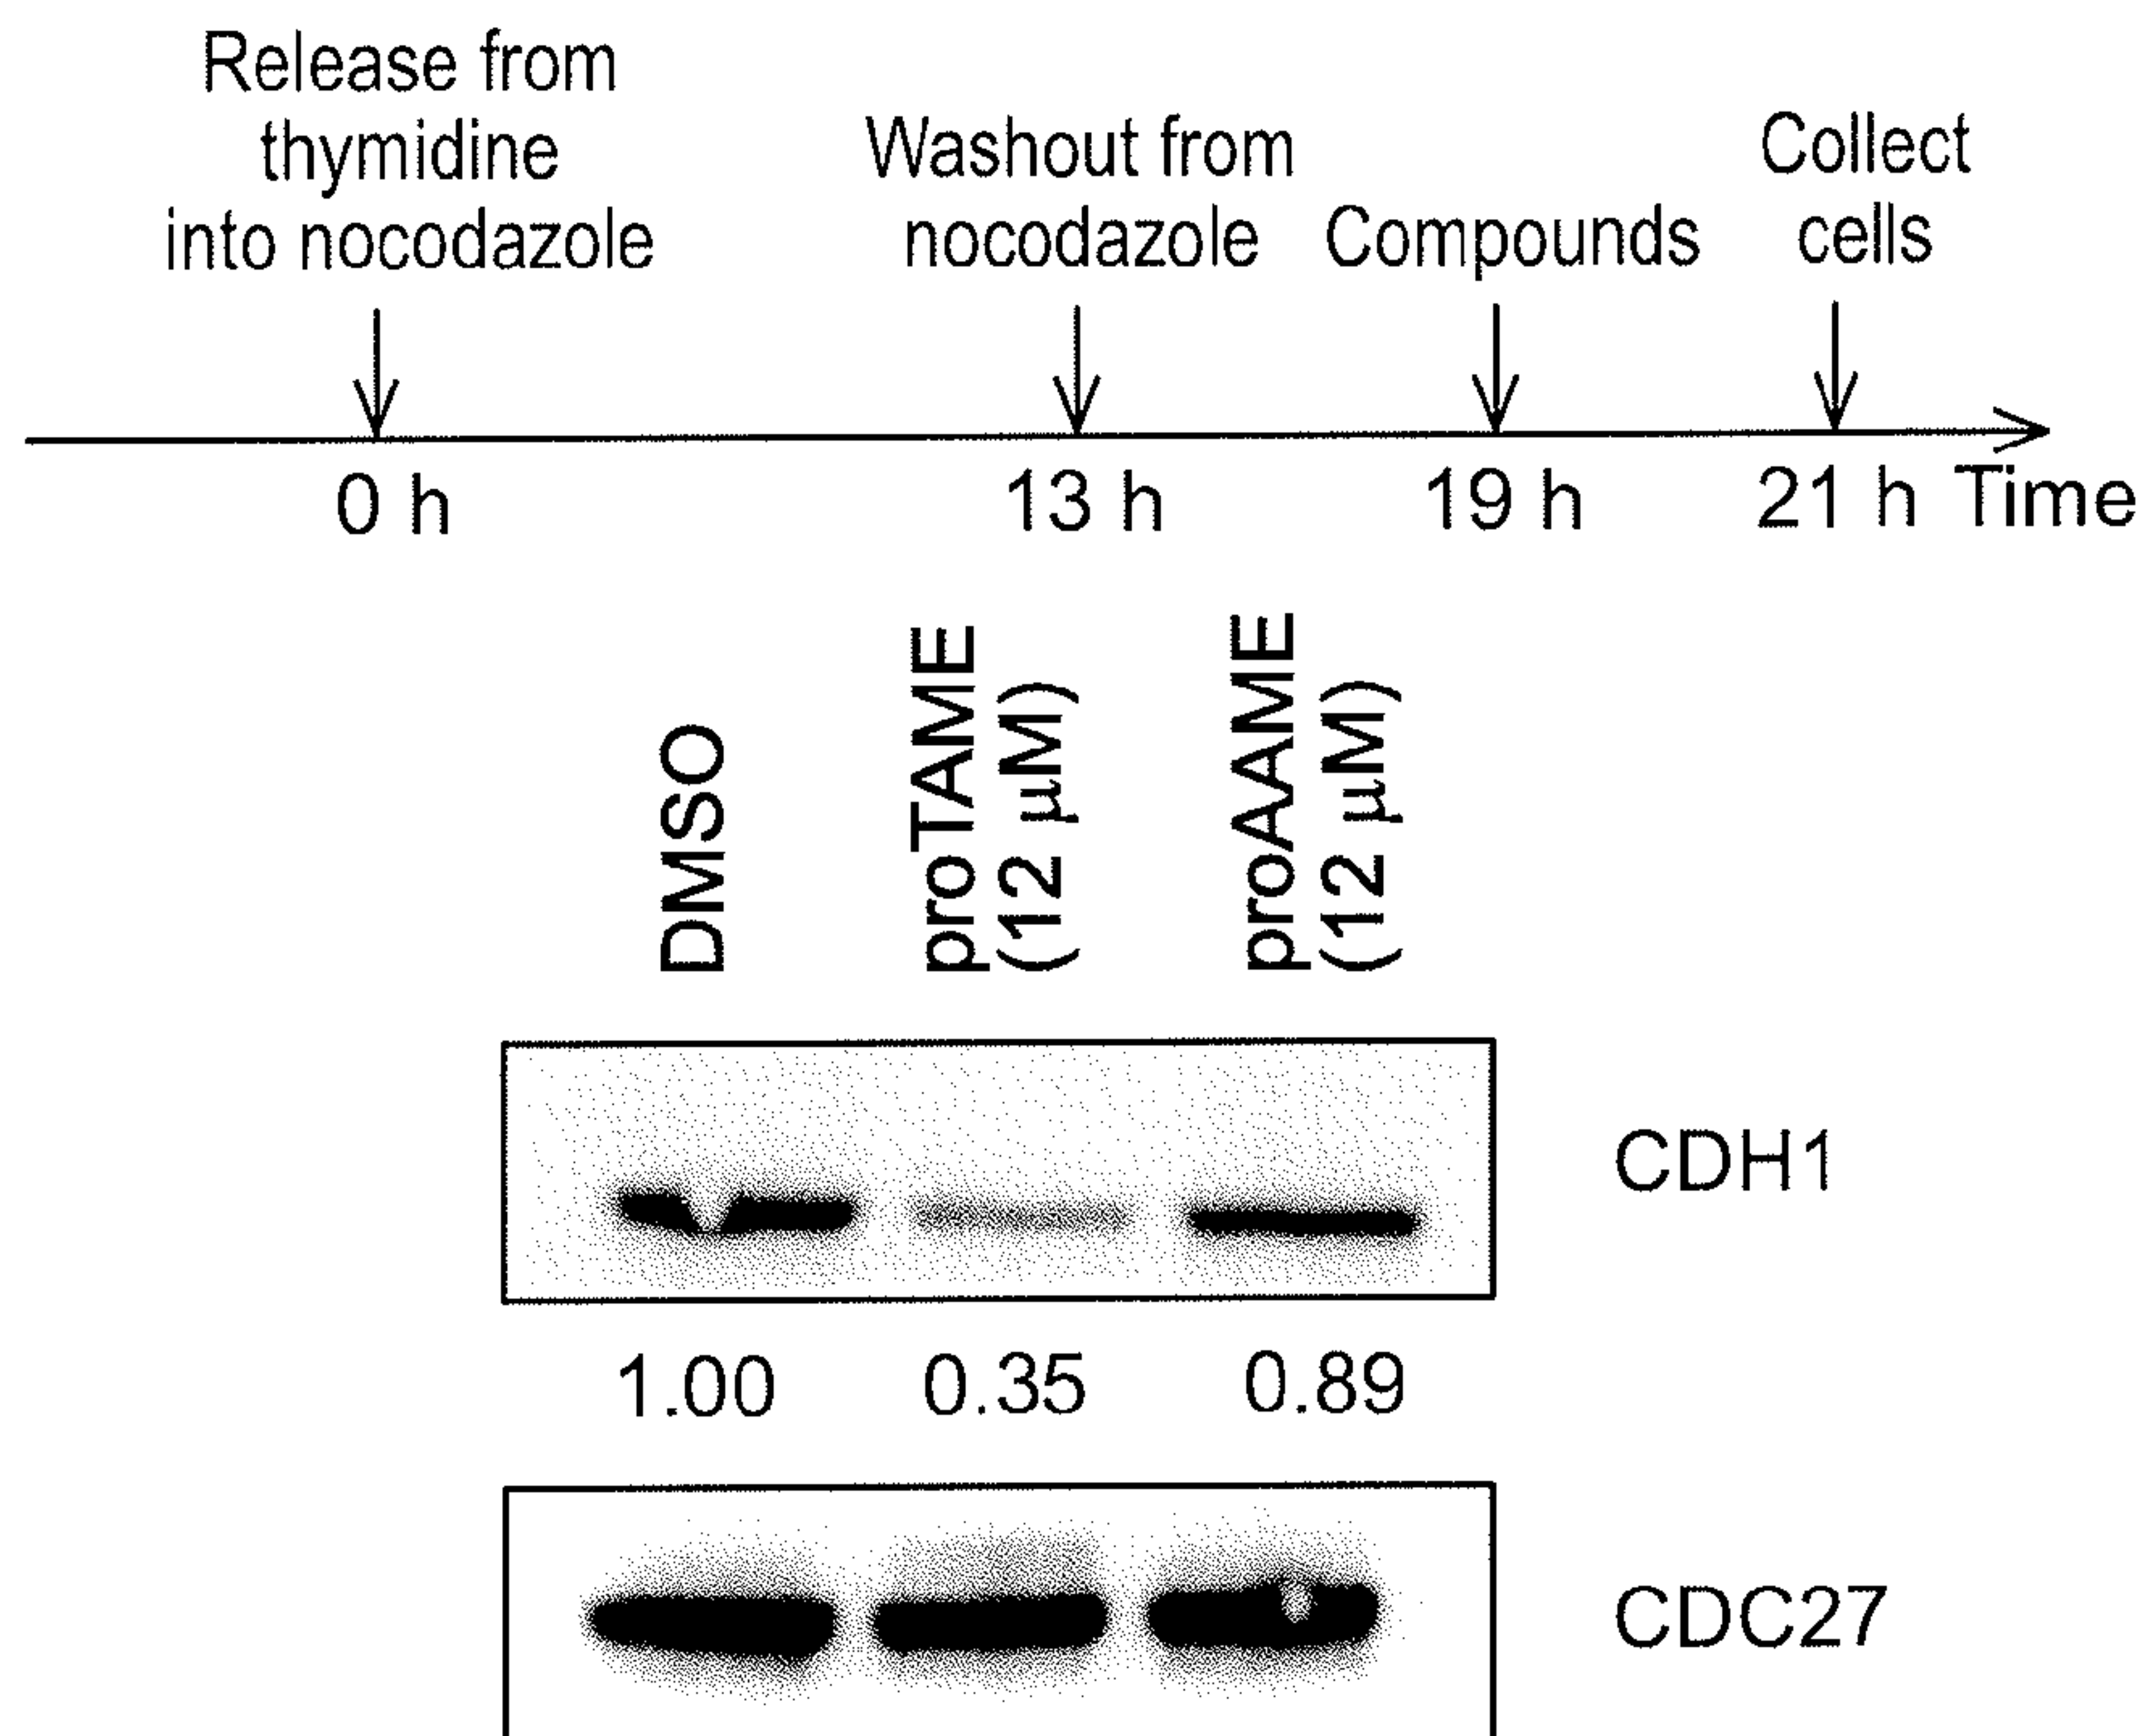 Release from
thymidine
into nocodazole
Washout from
nocodazole
Compounds
Collect
cells
0 h
13 h
19 h
21 h
Time
DMSO
proTAME
(12 μM)
proAAME
(12 μM)
CDH1
1.00
0.35
0.89
CDC27